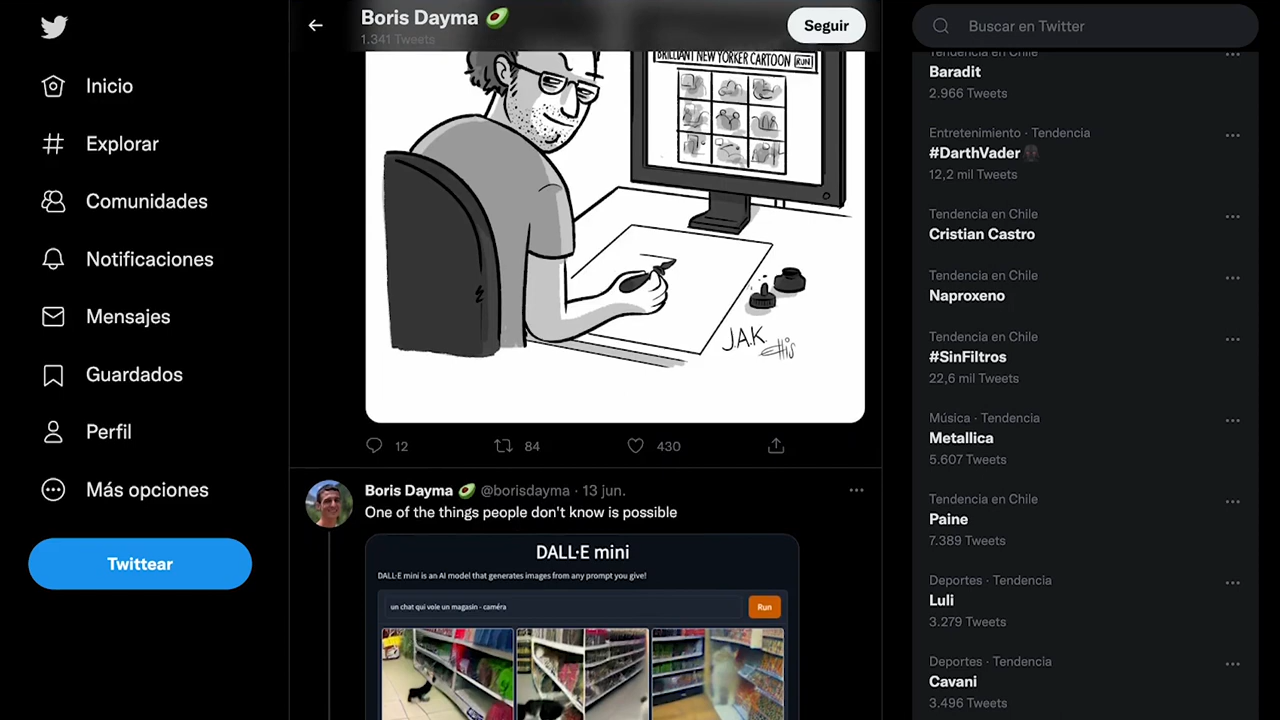 Inicio
Explorar
Comunidades
Notificaciones
Mensajes
Guardados
Perfil
Más opciones
Twittear
Boris Dayma
1.341 Tweets
Seguir
BRILLIANT NEW YORKER CARTOON RUN
J.A.K.
Ellis
12
84
430
Boris Dayma @borisdayma · 13 jun.
One of the things people don't know is possible
DALL·E mini
DALL·E mini is an AI model that generates images from any prompt you give!
un chat qui vole un magasin - caméra
Run
Buscar en Twitter
Tendencia en Chile
Baradit
2.966 Tweets
Entretenimiento · Tendencia
#DarthVader
12,2 mil Tweets
Tendencia en Chile
Cristian Castro
Tendencia en Chile
Naproxeno
Tendencia en Chile
#SinFiltros
22,6 mil Tweets
Música · Tendencia
Metallica
5.607 Tweets
Tendencia en Chile
Paine
7.389 Tweets
Deportes · Tendencia
Luli
3.279 Tweets
Deportes · Tendencia
Cavani
3.496 Tweets